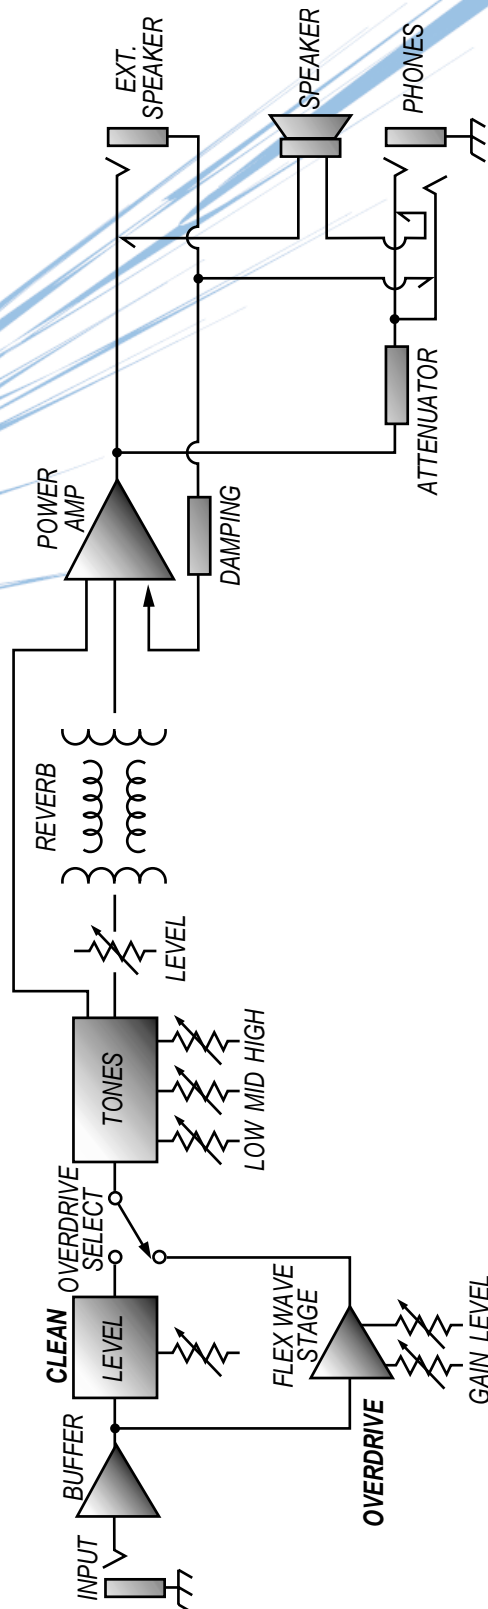 INPUT
BUFFER
CLEAN
LEVEL
OVERDRIVE
SELECT
OVERDRIVE
FLEX WAVE
STAGE
GAIN LEVEL
TONES
LOW MID HIGH
LEVEL
REVERB
POWER
AMP
DAMPING
ATTENUATOR
EXT.
SPEAKER
SPEAKER
PHONES